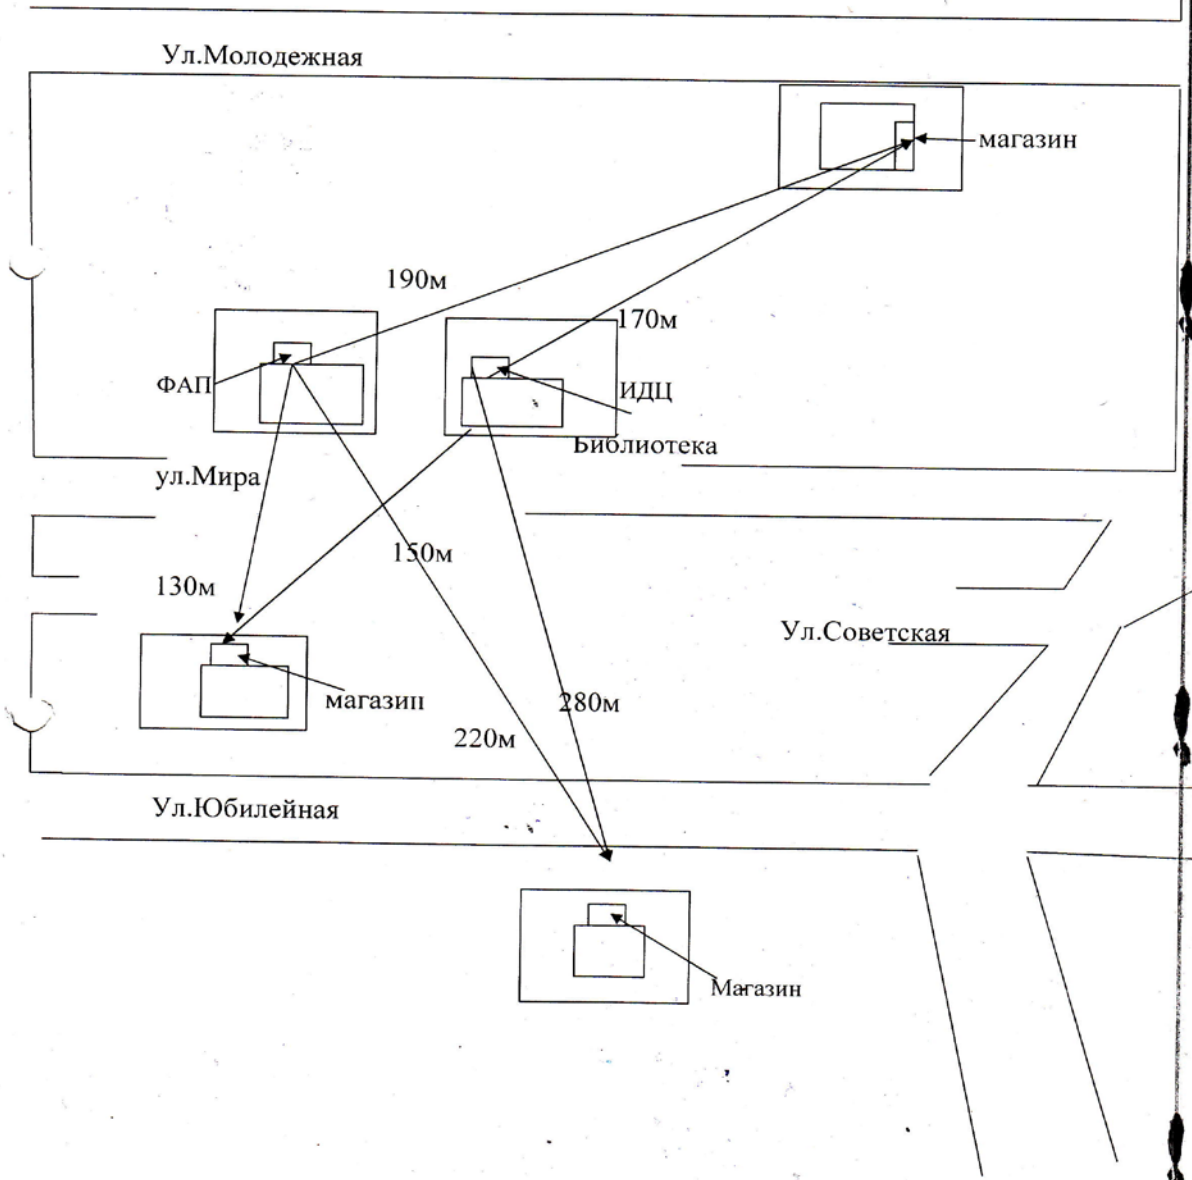 Ул.Молодежная
магазин
190м
170м
ФАП
ИДЦ
Библиотека
ул.Мира
150м
130м
Ул.Советская
магазин
280м
220м
Ул.Юбилейная
Магазин